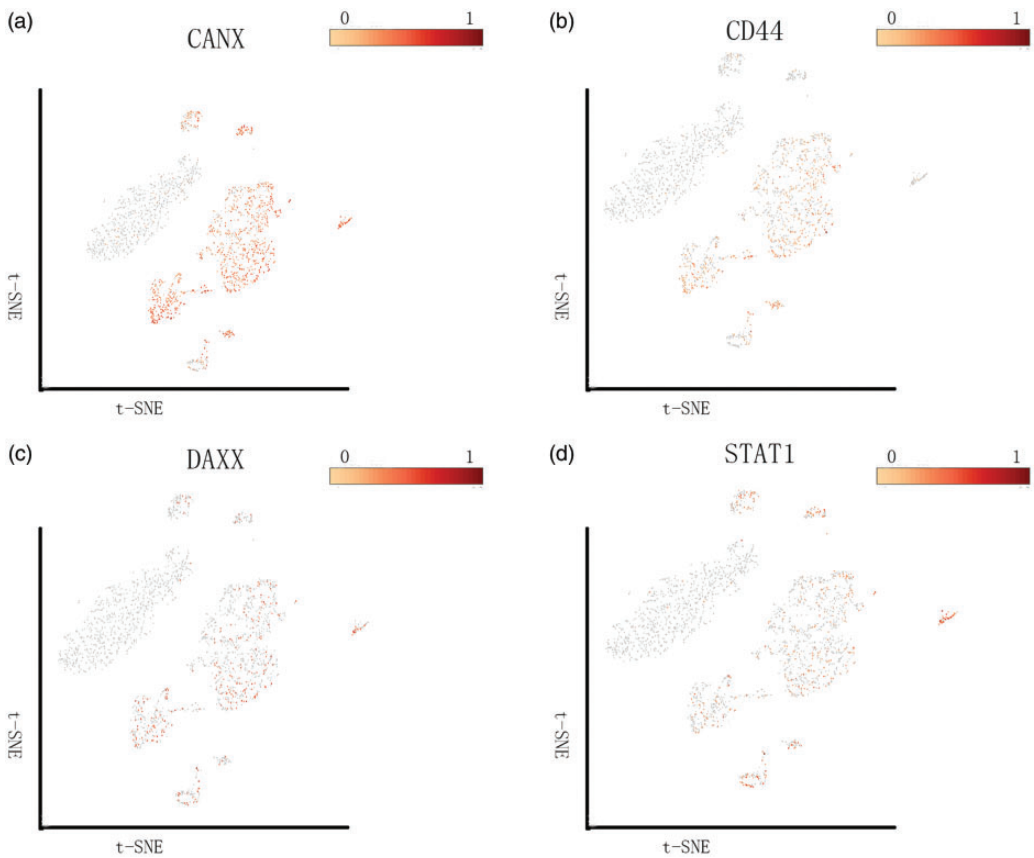 (a)
CANX
0 1
t-SNE
t-SNE
(b)
CD44
0 1
t-SNE
t-SNE
(c)
DAXX
0 1
t-SNE
t-SNE
(d)
STAT1
0 1
t-SNE
t-SNE